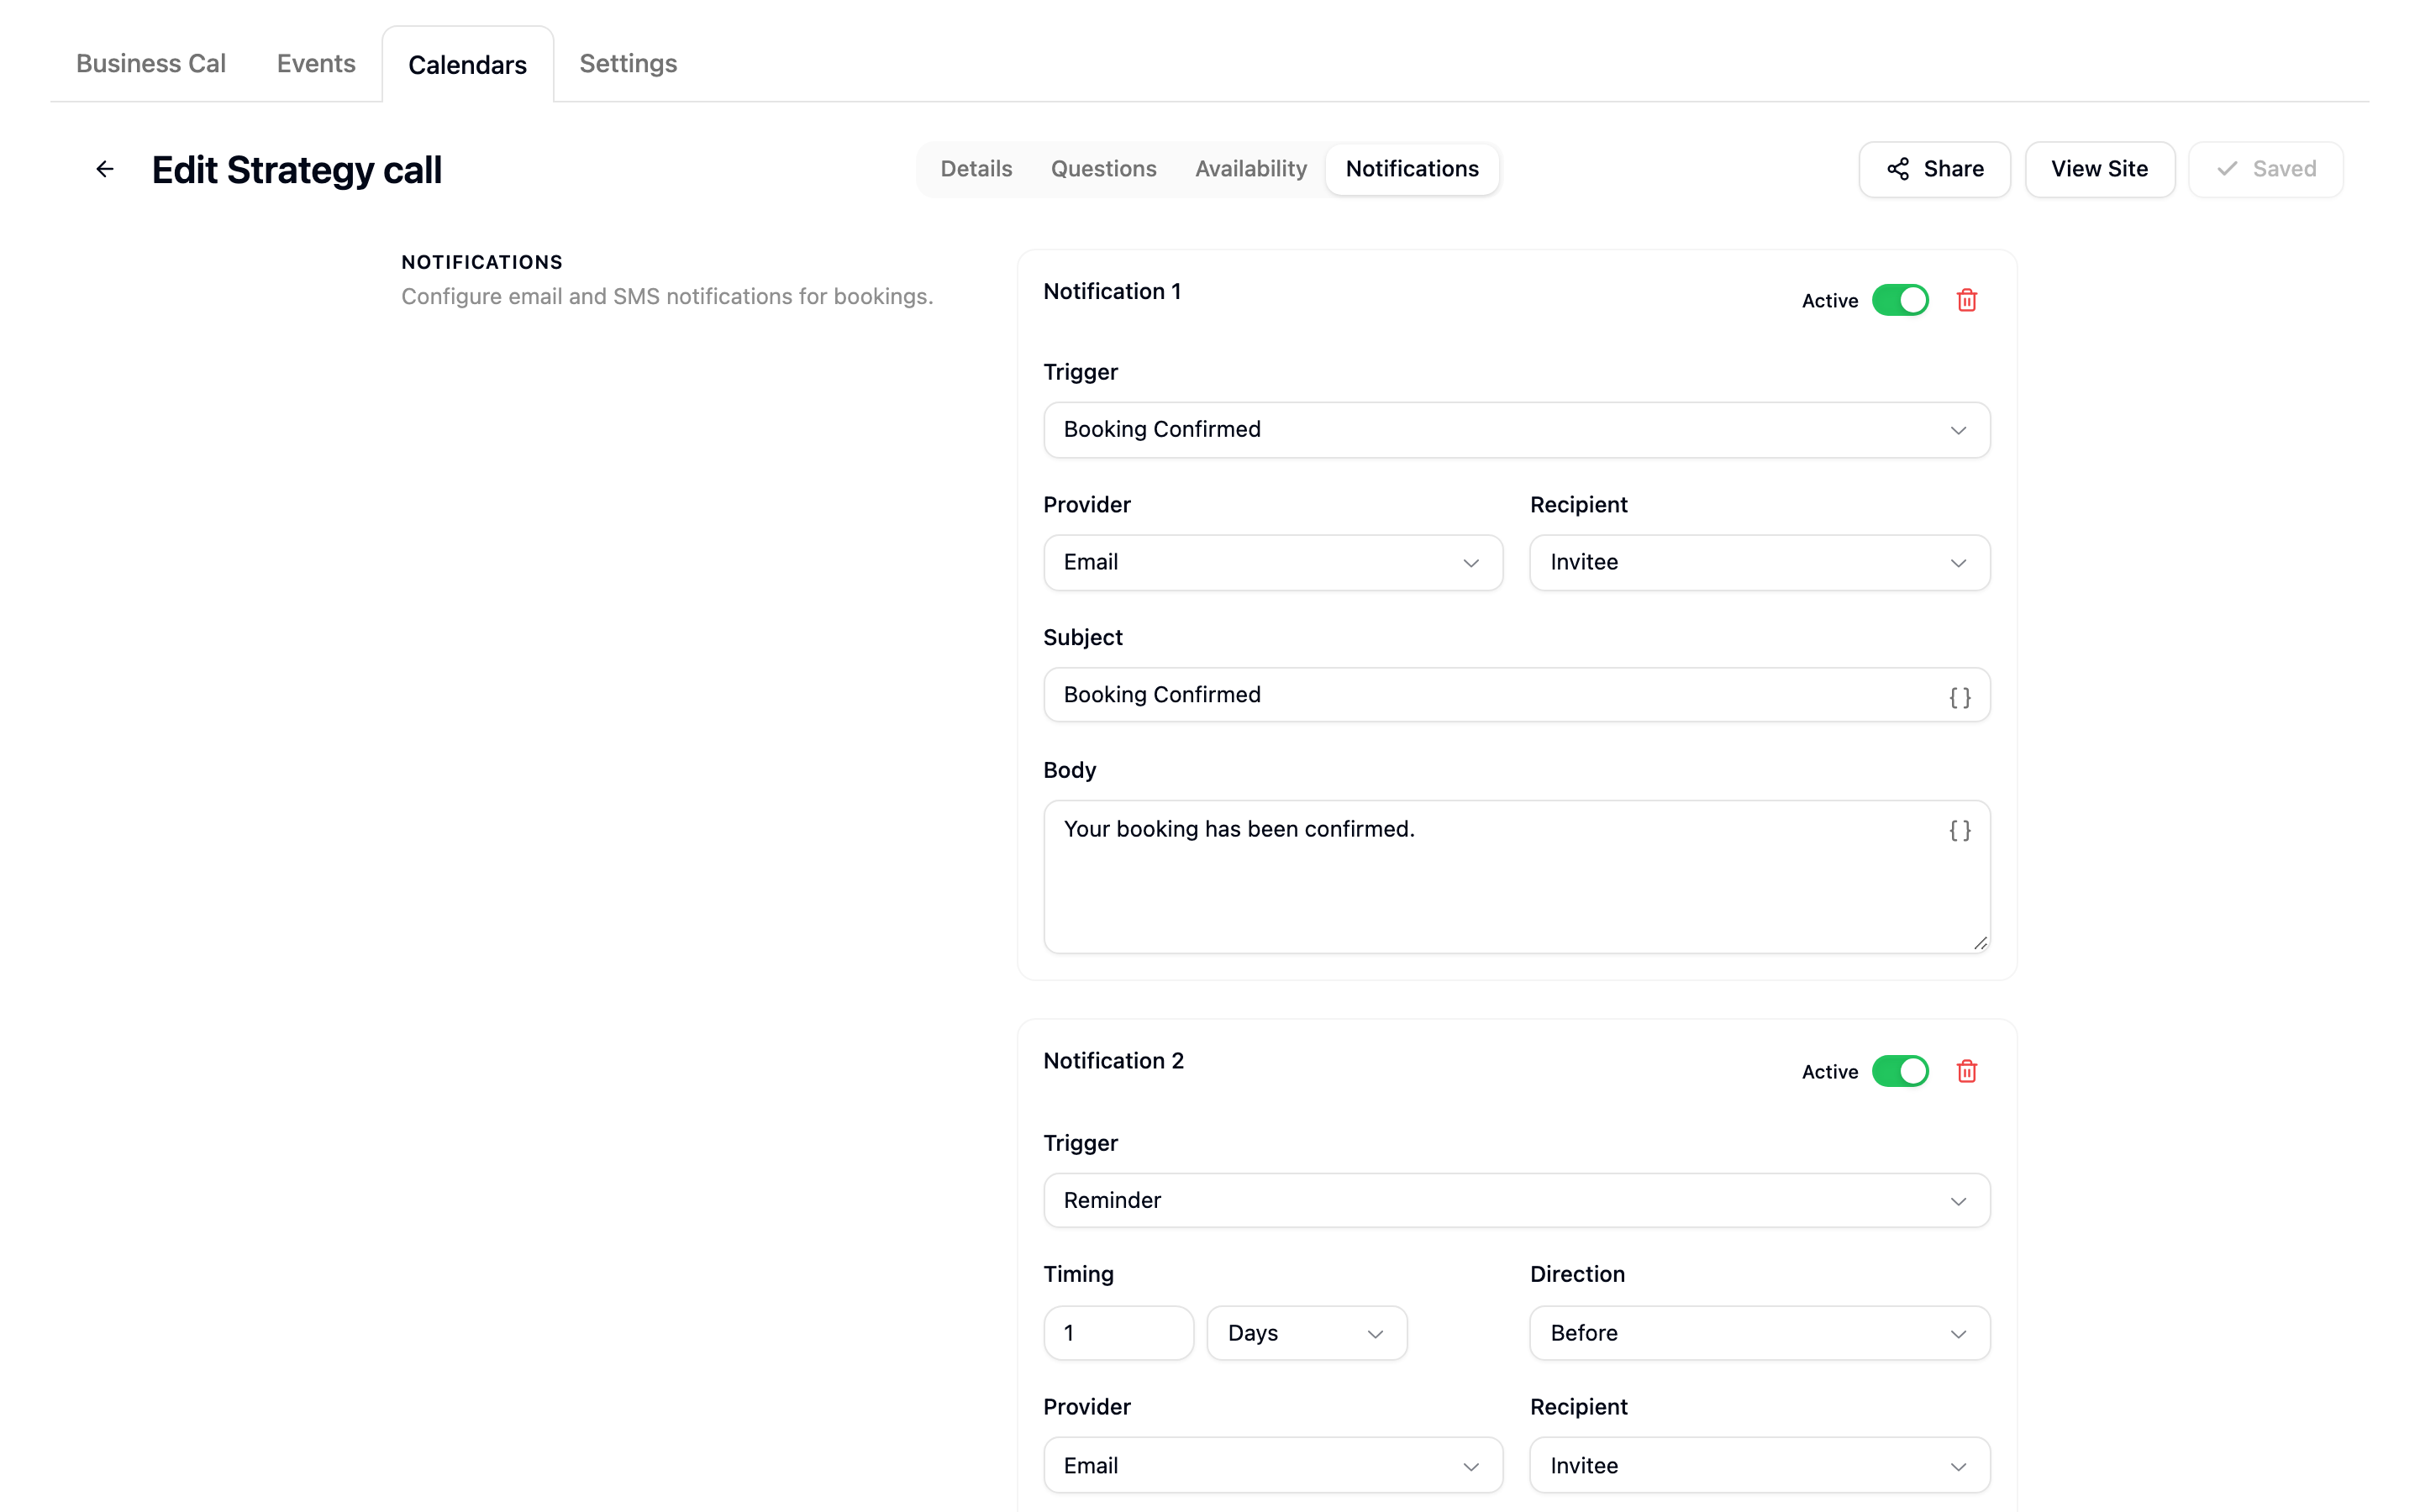 Business Cal Events Calendars Settings
Edit Strategy call
Details Questions Availability Notifications
Share View Site Saved
NOTIFICATIONS
Configure email and SMS notifications for bookings.
Notification 1
Active
Trigger
Booking Confirmed
Provider Recipient
Email Invitee
Subject
Booking Confirmed
{ }
Body
Your booking has been confirmed.
{ }
Notification 2
Active
Trigger
Reminder
Timing Direction
1 Days Before
Provider Recipient
Email Invitee